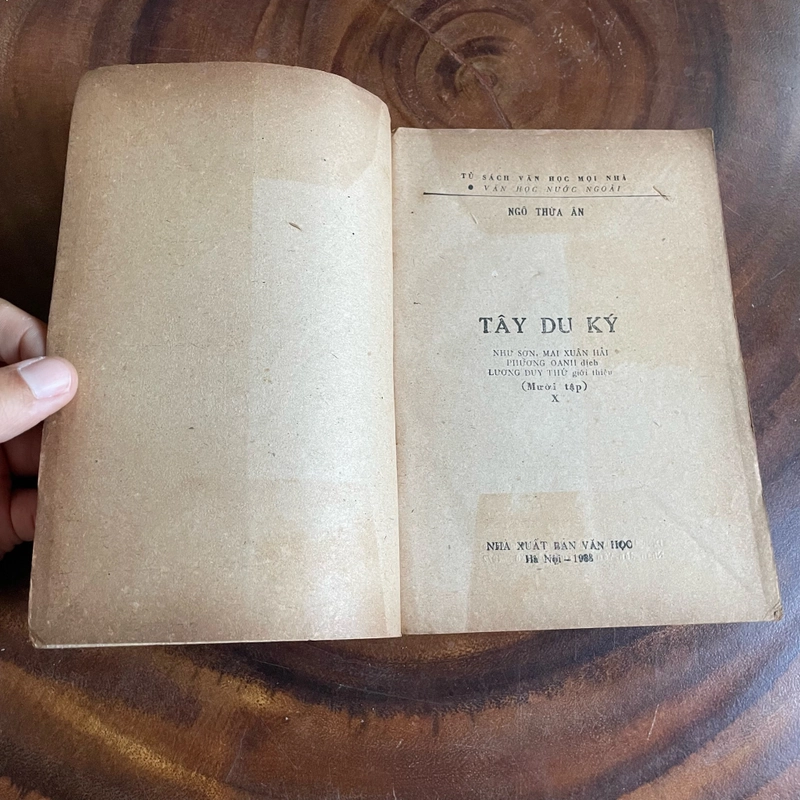 TỦ SÁCH VĂN HỌC MỌI NHÀ
● VĂN HỌC NƯỚC NGOÀI
NGÔ THỪA ÂN
TÂY DU KÝ
NHƯ SƠN, MAI XUÂN HẢI
PHƯƠNG OANH dịch
LƯƠNG DUY THỨ giới thiệu
(Mười tập)
X
NHÀ XUẤT BẢN VĂN HỌC
Hà Nội – 1988